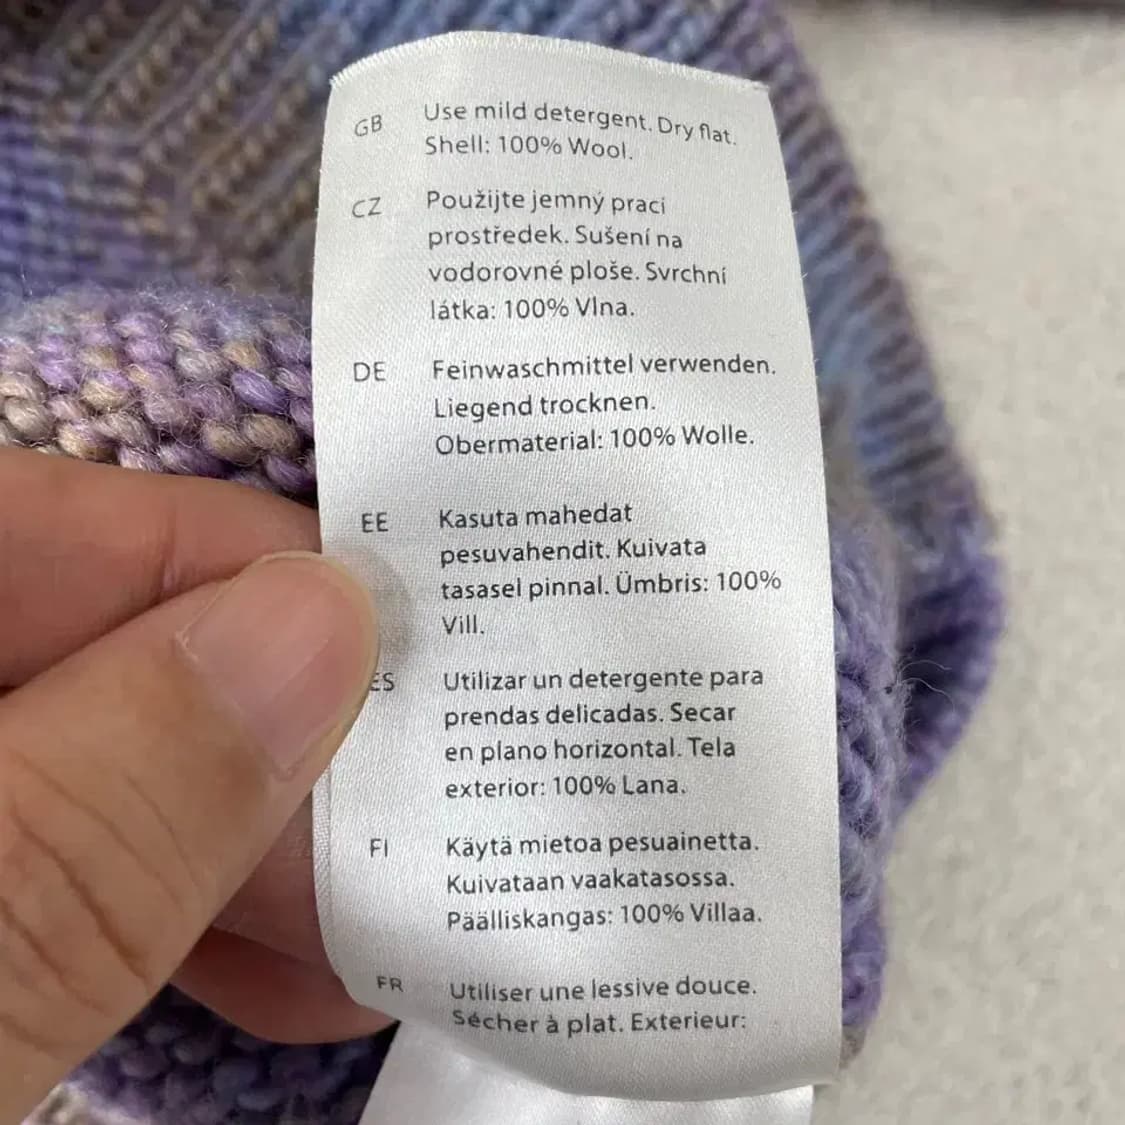 GB Use mild detergent. Dry flat.
Shell: 100% Wool.
CZ Použijte jemný prací
prostředek. Sušení na
vodorovné ploše. Svrchní
látka: 100% Vlna.
DE Feinwaschmittel verwenden.
Liegend trocknen.
Obermaterial: 100% Wolle.
EE Kasuta mahedat
pesuvahendit. Kuivata
tasasel pinnal. Ümbris: 100%
Vill.
ES Utilizar un detergente para
prendas delicadas. Secar
en plano horizontal. Tela
exterior: 100% Lana.
FI Käytä mietoa pesuainetta.
Kuivataan vaakatasossa.
Päälliskangas: 100% Villaa.
FR Utiliser une lessive douce.
Sécher à plat. Exterieur: